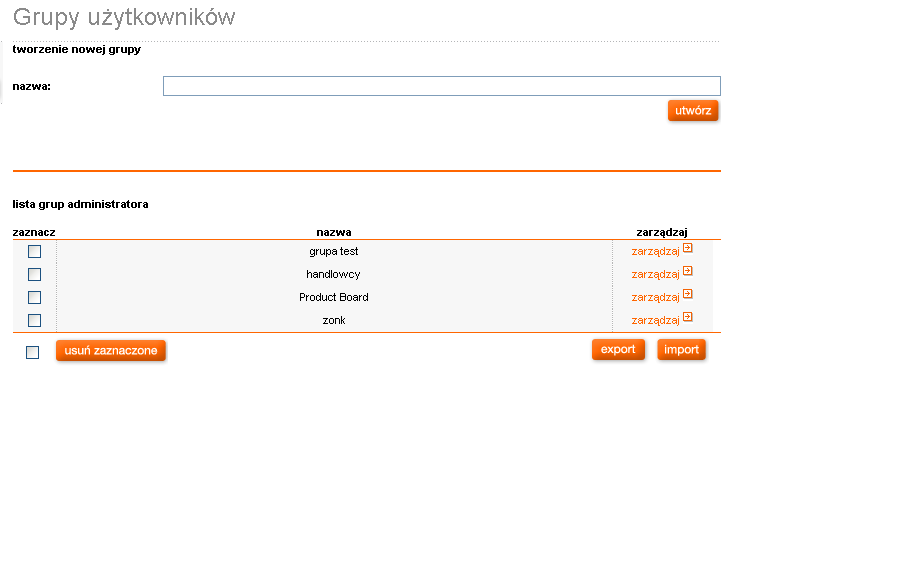 Grupy użytkowników
tworzenie nowej grupy
nazwa:
utwórz
lista grup administratora
zaznacz nazwa zarządzaj
grupa test zarządzaj
handlowcy zarządzaj
Product Board zarządzaj
zonk zarządzaj
usuń zaznaczone export import